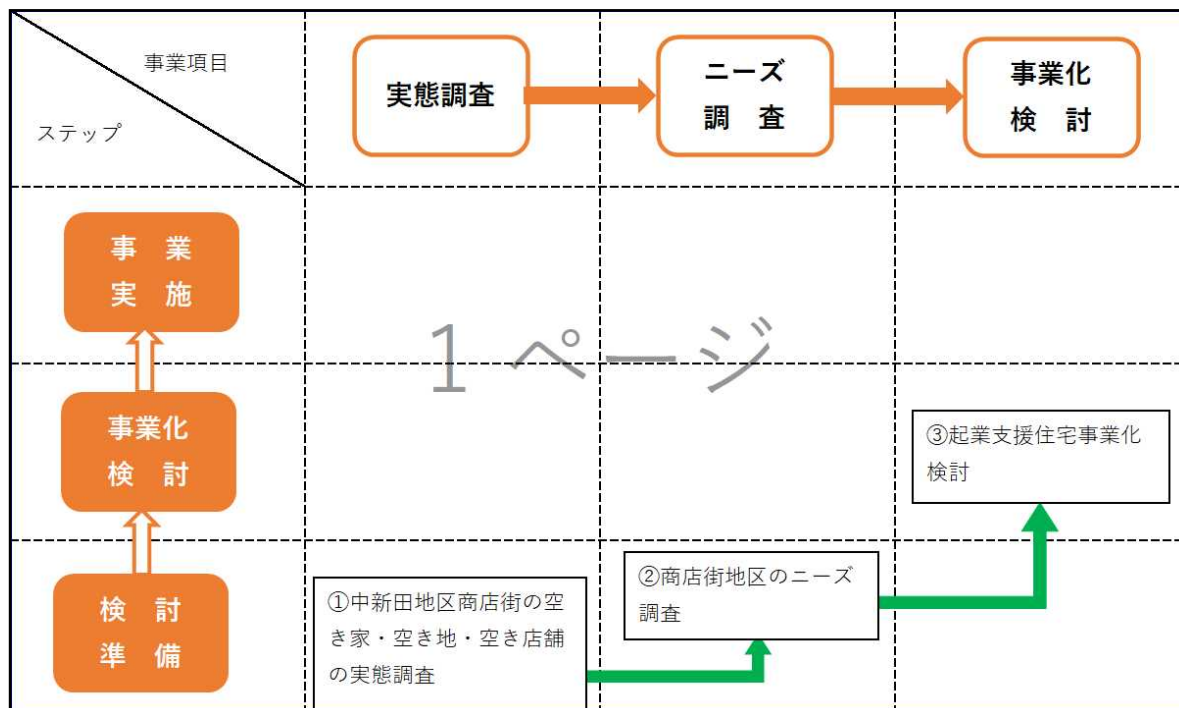 事業項目
ステップ
実態調査
ニーズ
調 査
事業化
検 討
事 業
実 施
1 ページ
事業化
検 討
③起業支援住宅事業化
検討
検 討
準 備
①中新田地区商店街の空
き家・空き地・空き店舗
の実態調査
②商店街地区のニーズ
調査